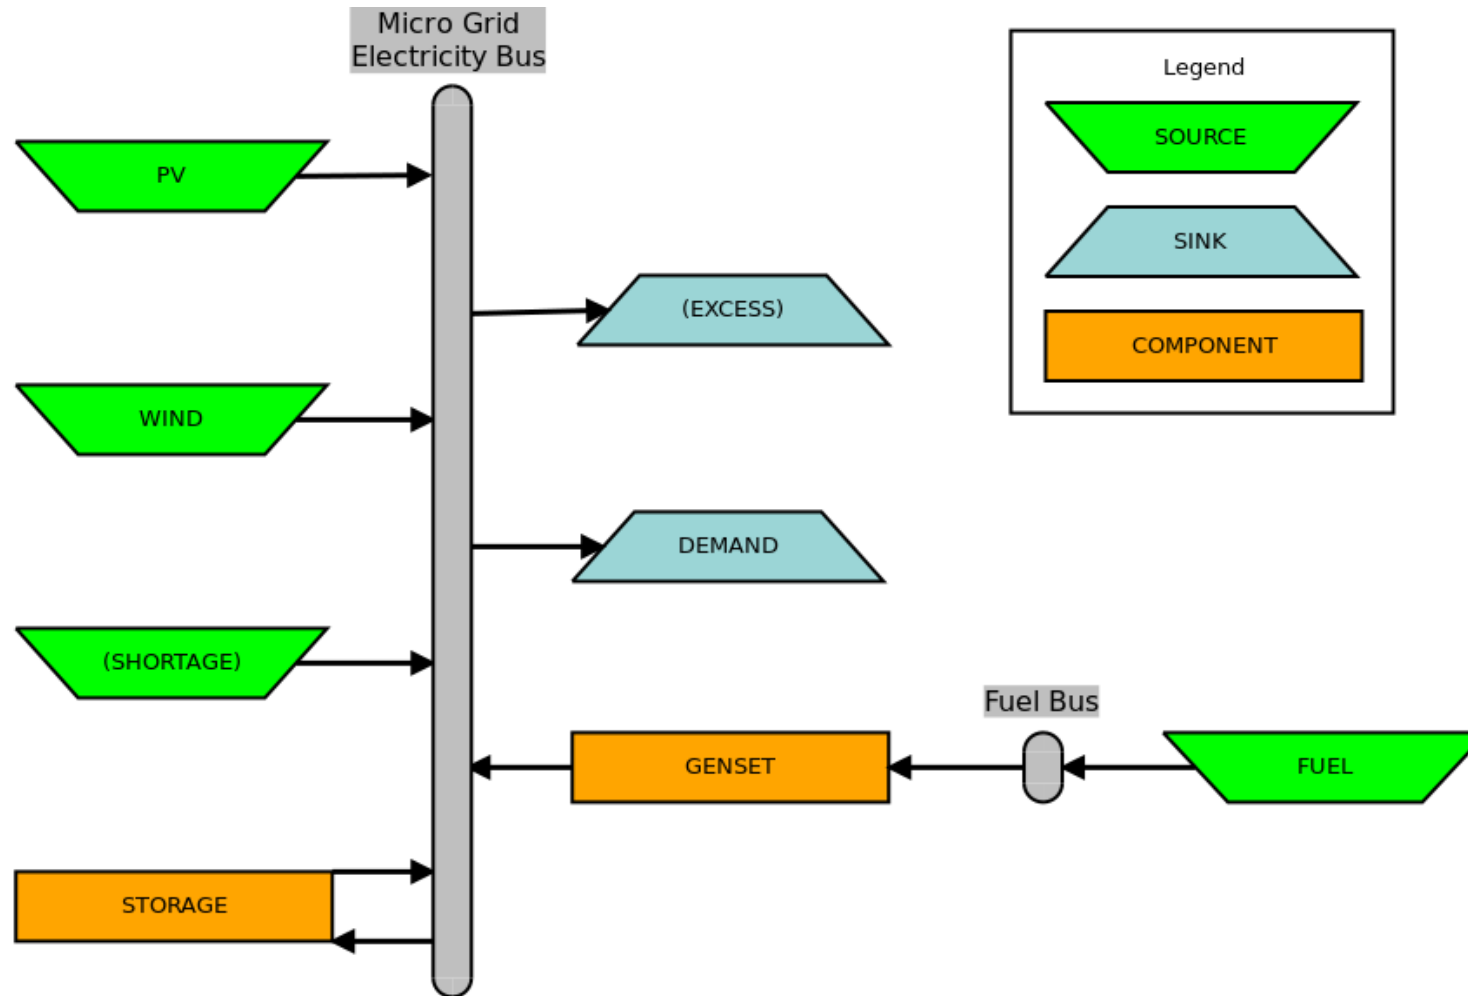 Micro Grid
Electricity Bus
Legend
SOURCE
PV
SINK
(EXCESS)
COMPONENT
WIND
DEMAND
(SHORTAGE)
Fuel Bus
GENSET
FUEL
STORAGE